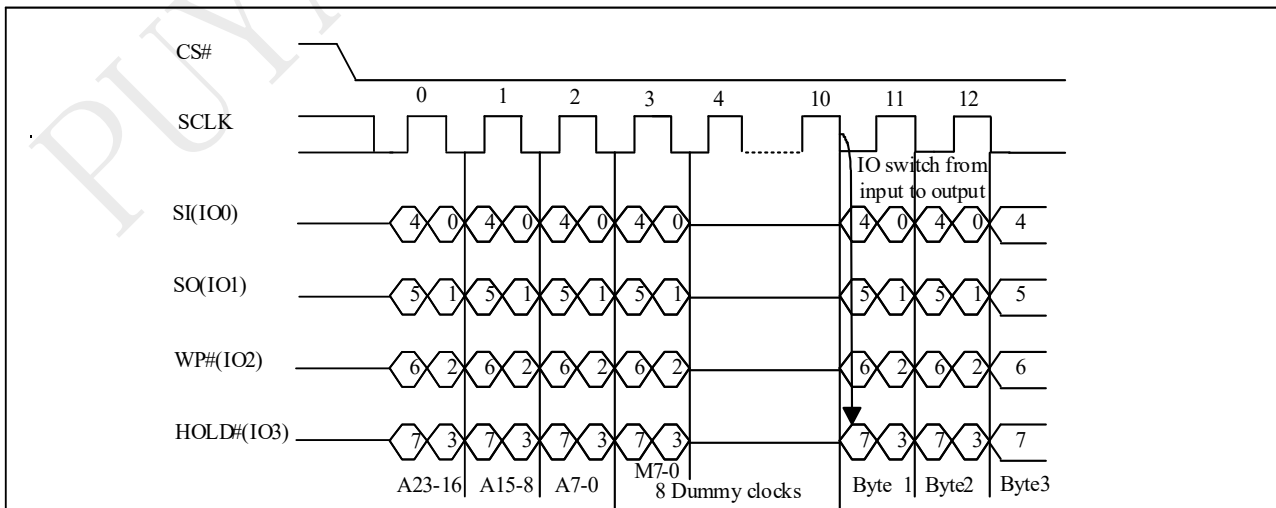 PUYA
CS#
0 1 2 3 4 10 11 12
SCLK
IO switch from
input to output
SI(IO0) 4 0 4 0 4 0 4 0 4 0 4 0 4
SO(IO1) 5 1 5 1 5 1 5 1 5 1 5 1 5
WP#(IO2) 6 2 6 2 6 2 6 2 6 2 6 2 6
HOLD#(IO3) 7 3 7 3 7 3 7 3 7 3 7 3 7
A23-16 A15-8 A7-0 M7-0 Byte 1 Byte2 Byte3
8 Dummy clocks